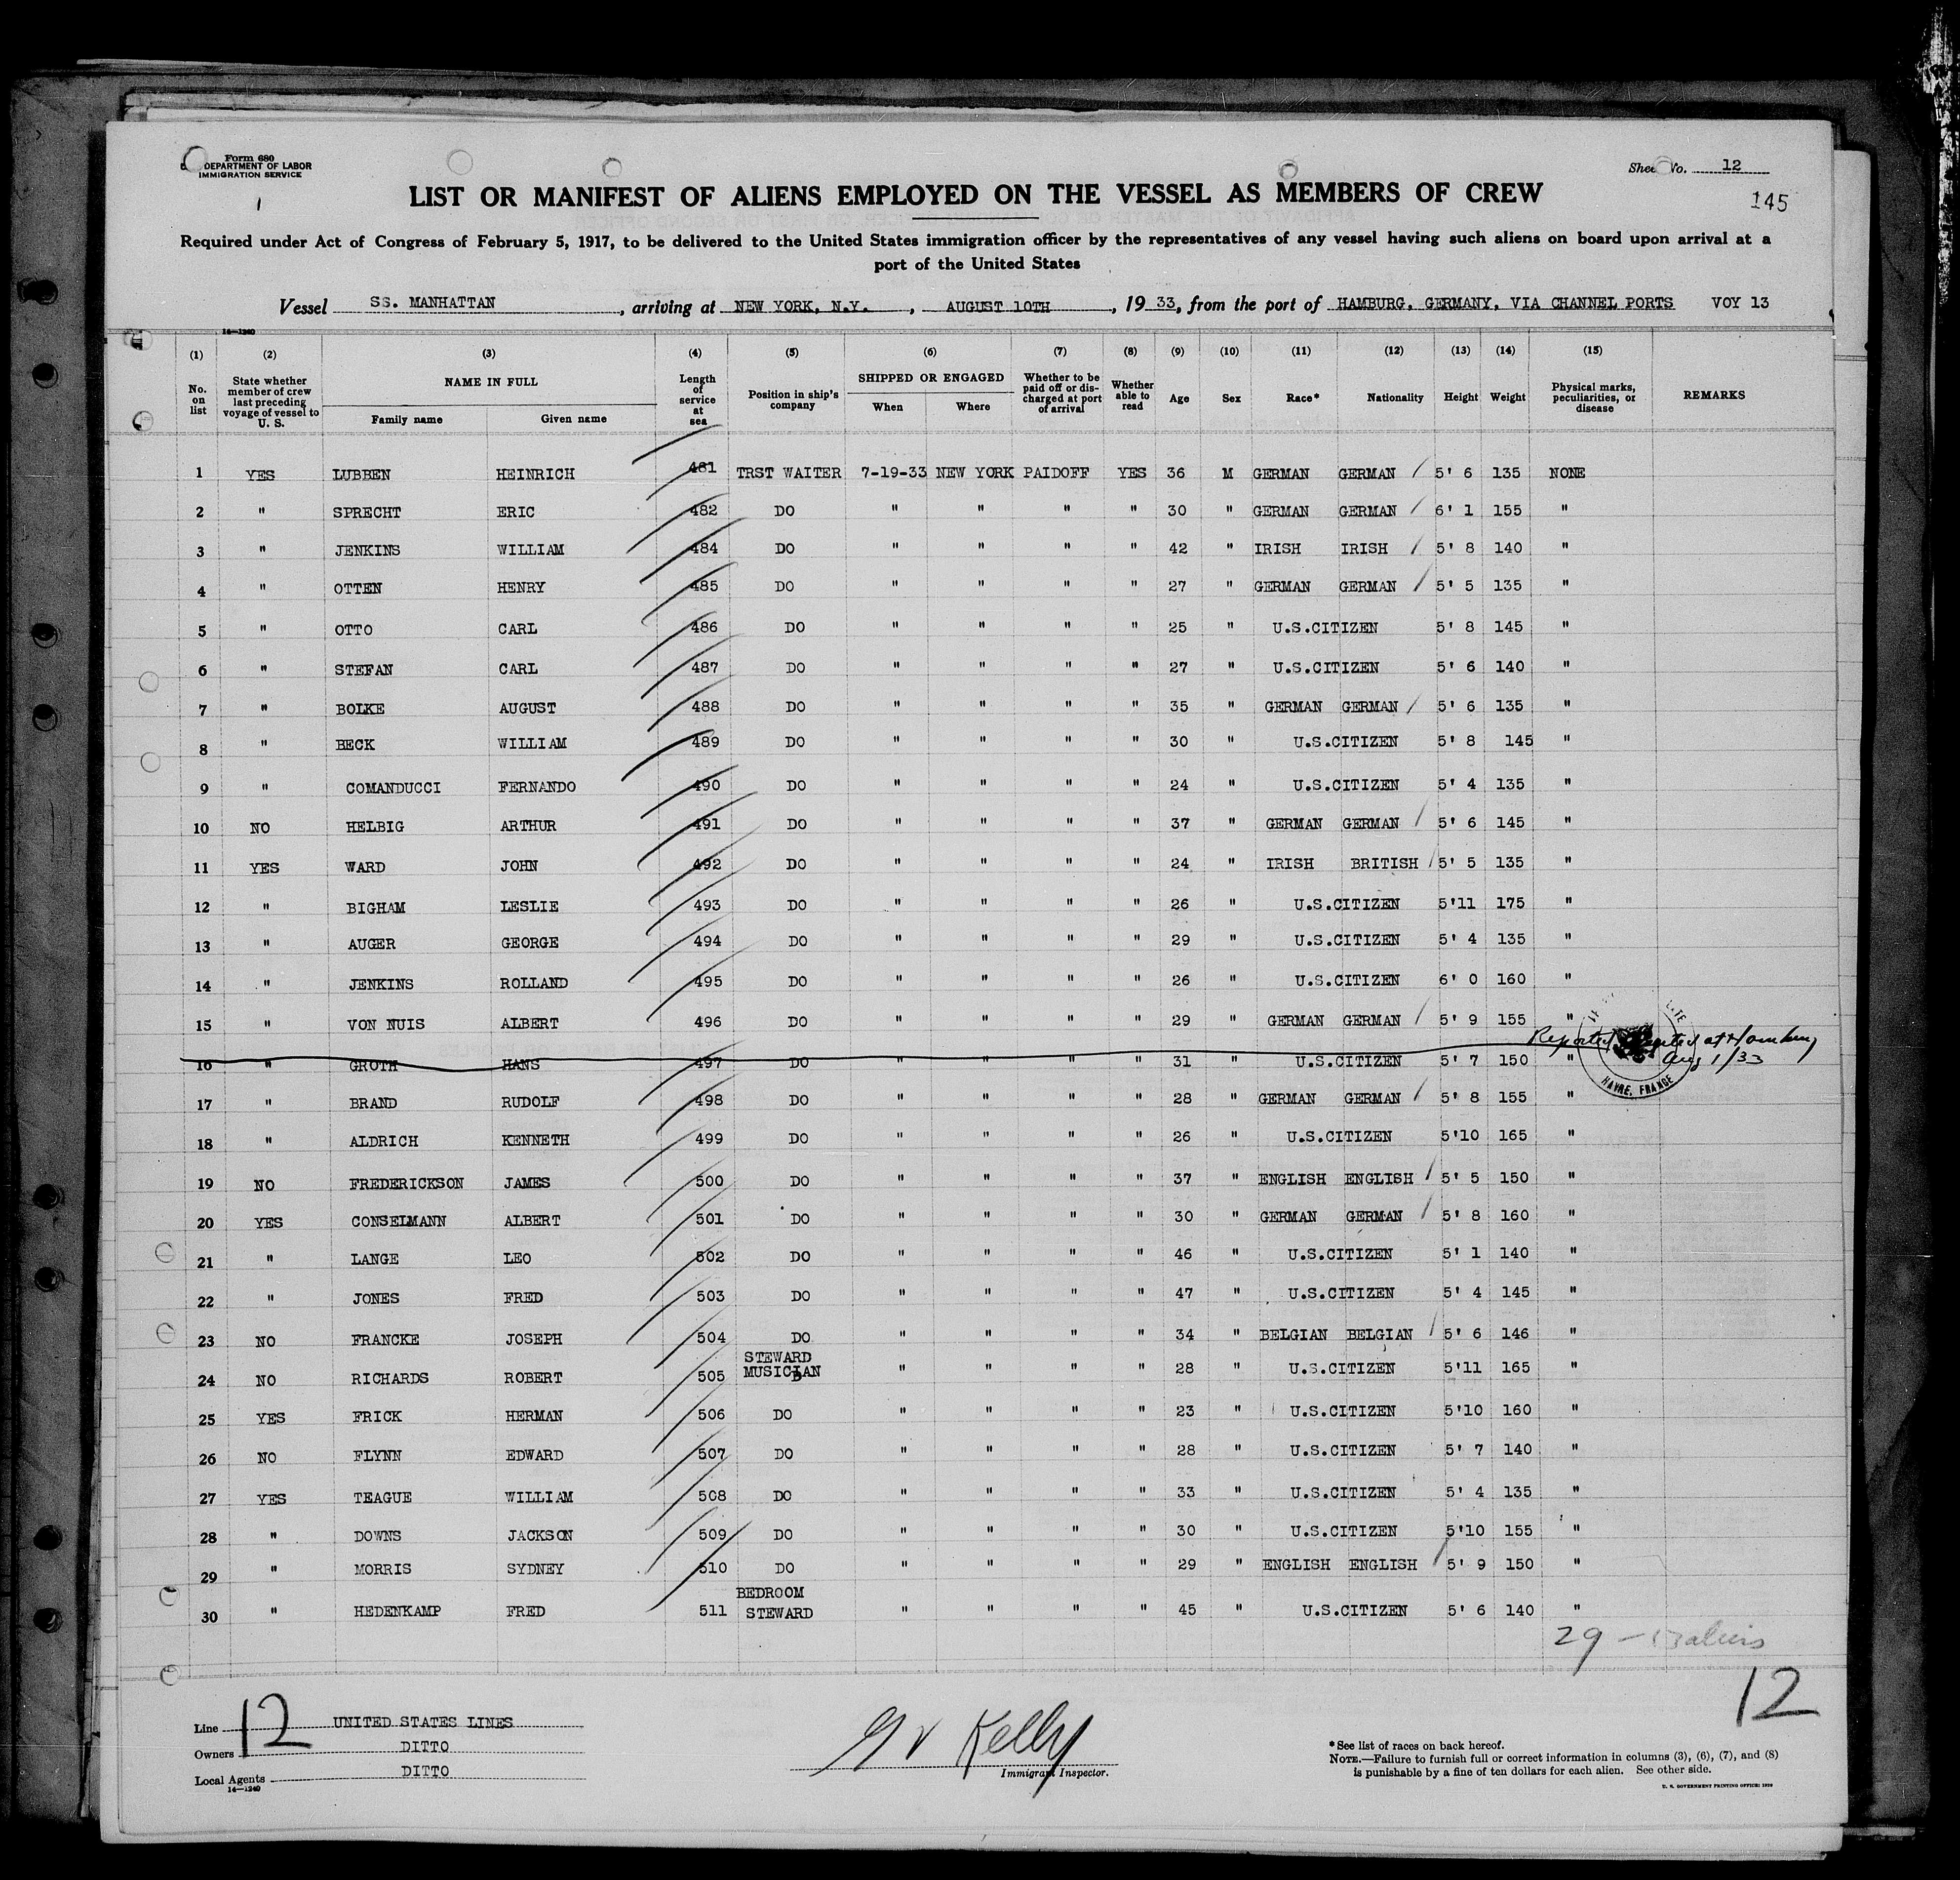 Form 680
DEPARTMENT OF LABOR
IMMIGRATION SERVICE
Sheet No. 12
145
LIST OR MANIFEST OF ALIENS EMPLOYED ON THE VESSEL AS MEMBERS OF CREW
Required under Act of Congress of February 5, 1917, to be delivered to the United States immigration officer by the representatives of any vessel having such aliens on board upon arrival at a
port of the United States
Vessel SS. MANHATTAN, arriving at NEW YORK, N.Y., AUGUST 10TH, 1933, from the port of HAMBURG, GERMANY, VIA CHANNEL PORTS VOY 13
14—1240
(1) (2) (3) (4) (5) (6) (7) (8) (9) (10) (11) (12) (13) (14) (15)
No. on list | State whether member of crew last preceding voyage of vessel to U. S. | NAME IN FULL Family name Given name | Length of service at sea | Position in ship's company | SHIPPED OR ENGAGED When Where | Whether to be paid off or discharged at port of arrival | Whether able to read | Age | Sex | Race* | Nationality | Height | Weight | Physical marks, peculiarities, or disease | REMARKS
1 YES LUBBEN HEINRICH 481 TRST WAITER 7-19-33 NEW YORK PAIDOFF YES 36 M GERMAN GERMAN 5' 6 135 NONE
2 " SPRECHT ERIC 482 DO " " " " 30 " GERMAN GERMAN 6' 1 155 "
3 " JENKINS WILLIAM 484 DO " " " " 42 " IRISH IRISH 5' 8 140 "
4 " OTTEN HENRY 485 DO " " " " 27 " GERMAN GERMAN 5' 5 135 "
5 " OTTO CARL 486 DO " " " " 25 " U.S.CITIZEN 5' 8 145 "
6 " STEFAN CARL 487 DO " " " " 27 " U.S.CITIZEN 5' 6 140 "
7 " BOLKE AUGUST 488 DO " " " " 35 " GERMAN GERMAN 5' 6 135 "
8 " BECK WILLIAM 489 DO " " " " 30 " U.S.CITIZEN 5' 8 145 "
9 " COMANDUCCI FERNANDO 490 DO " " " " 24 " U.S.CITIZEN 5' 4 135 "
10 NO HELBIG ARTHUR 491 DO " " " " 37 " GERMAN GERMAN 5' 6 145 "
11 YES WARD JOHN 492 DO " " " " 24 " IRISH BRITISH 5' 5 135 "
12 " BIGHAM LESLIE 493 DO " " " " 26 " U.S.CITIZEN 5'11 175 "
13 " AUGER GEORGE 494 DO " " " " 29 " U.S.CITIZEN 5' 4 135 "
14 " JENKINS ROLLAND 495 DO " " " " 26 " U.S.CITIZEN 6' 0 160 "
15 " VON NUIS ALBERT 496 DO " " " " 29 " GERMAN GERMAN 5' 9 155 "
16 " GROTH HANS 497 DO " " " " 31 " U.S.CITIZEN 5' 7 150 " Reported at Hamburg
Aug 1/33
HAVRE, FRANCE
17 " BRAND RUDOLF 498 DO " " " " 28 " GERMAN GERMAN 5' 8 155 "
18 " ALDRICH KENNETH 499 DO " " " " 26 " U.S.CITIZEN 5'10 165 "
19 NO FREDERICKSON JAMES 500 DO " " " " 37 " ENGLISH ENGLISH 5' 5 150 "
20 YES CONSELMANN ALBERT 501 DO " " " " 30 " GERMAN GERMAN 5' 8 160 "
21 " LANGE LEO 502 DO " " " " 46 " U.S.CITIZEN 5' 1 140 "
22 " JONES FRED 503 DO " " " " 47 " U.S.CITIZEN 5' 4 145 "
23 NO FRANCKE JOSEPH 504 DO " " " " 34 " BELGIAN BELGIAN 5' 6 146 "
24 NO RICHARDS ROBERT 505 STEWARD MUSICIAN " " " " 28 " U.S.CITIZEN 5'11 165 "
25 YES FRICK HERMAN 506 DO " " " " 23 " U.S.CITIZEN 5'10 160 "
26 NO FLYNN EDWARD 507 DO " " " " 28 " U.S.CITIZEN 5' 7 140 "
27 YES TEAGUE WILLIAM 508 DO " " " " 33 " U.S.CITIZEN 5' 4 135 "
28 " DOWNS JACKSON 509 DO " " " " 30 " U.S.CITIZEN 5'10 155 "
29 " MORRIS SYDNEY 510 DO " " " " 29 " ENGLISH ENGLISH 5' 9 150 "
30 " HEDENKAMP FRED 511 BEDROOM STEWARD " " " " 45 " U.S.CITIZEN 5' 6 140 "
29 — 13 aliens
12
Line UNITED STATES LINES
12
Owners DITTO
Local Agents DITTO
14—1240
G V Kelly
Immigrant Inspector.
* See list of races on back hereof.
NOTE.—Failure to furnish full or correct information in columns (3), (6), (7), and (8)
is punishable by a fine of ten dollars for each alien. See other side.
U. S. GOVERNMENT PRINTING OFFICE: